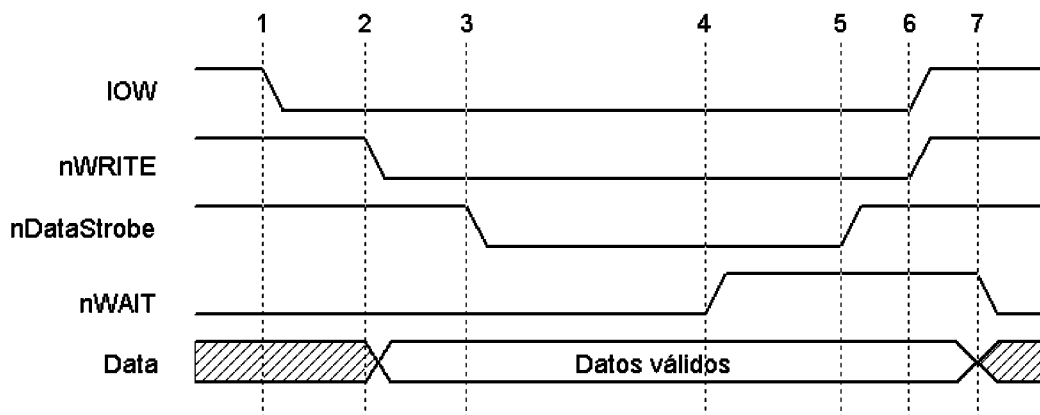 1 2 3 4 5 6 7
IOW
nWRITE
nDataStrobe
nWAIT
Data Datos válidos